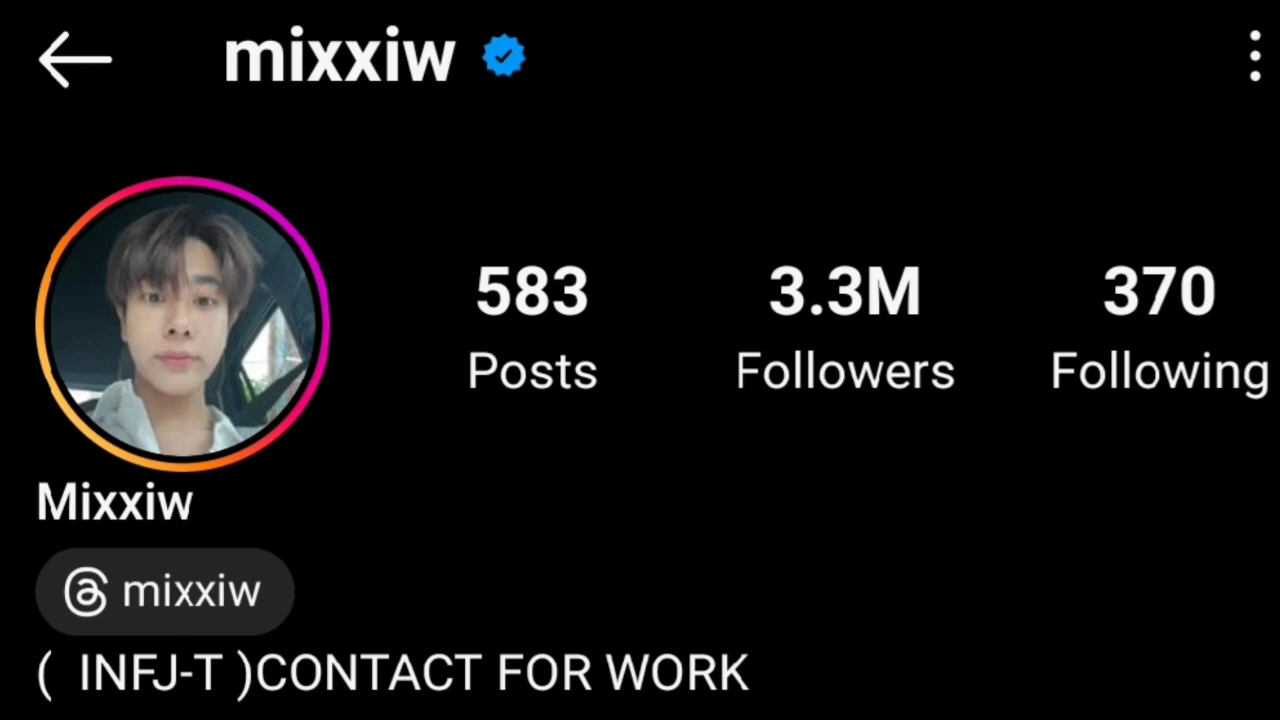 mixxiw
583 3.3M 370
Posts Followers Following
Mixxiw
mixxiw
( INFJ-T )CONTACT FOR WORK